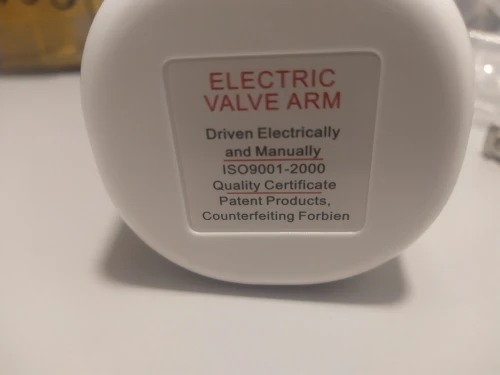 ELECTRIC
VALVE ARM
Driven Electrically
and Manually
ISO9001-2000
Quality Certificate
Patent Products,
Counterfeiting Forbien